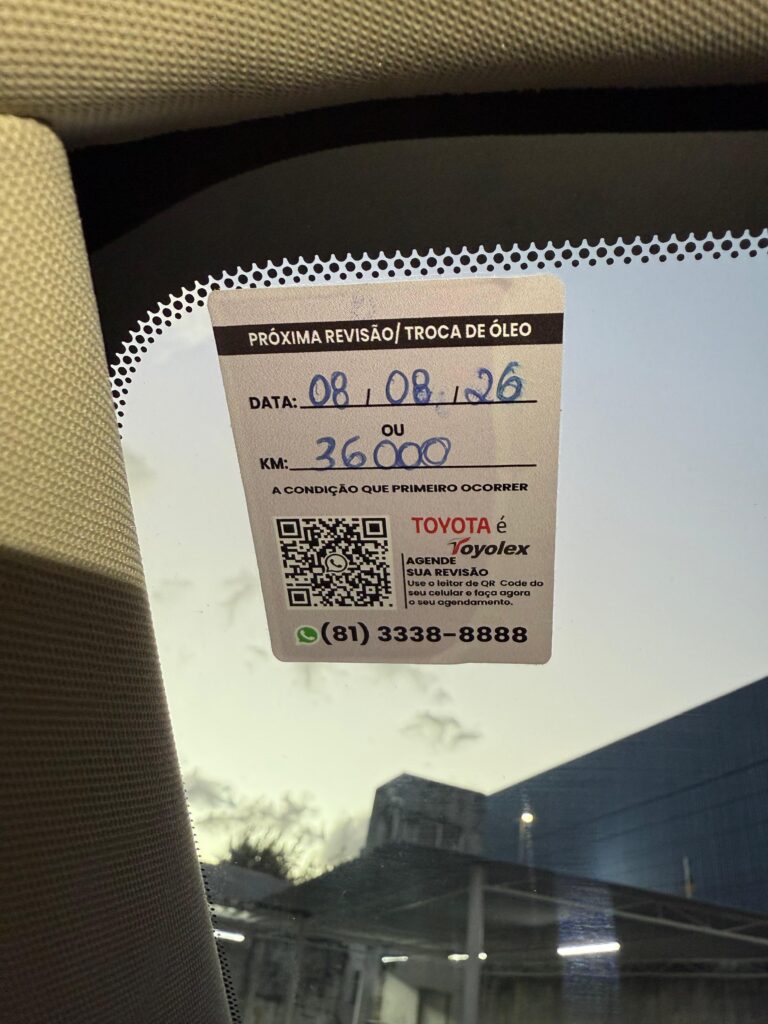 PRÓXIMA REVISÃO/ TROCA DE ÓLEO
DATA: 08 / 08 / 26
OU
KM: 36000
A CONDIÇÃO QUE PRIMEIRO OCORRER
TOYOTA é
Toyolex
AGENDE
SUA REVISÃO
Use o leitor de QR Code do
seu celular e faça agora
o seu agendamento.
(81) 3338-8888